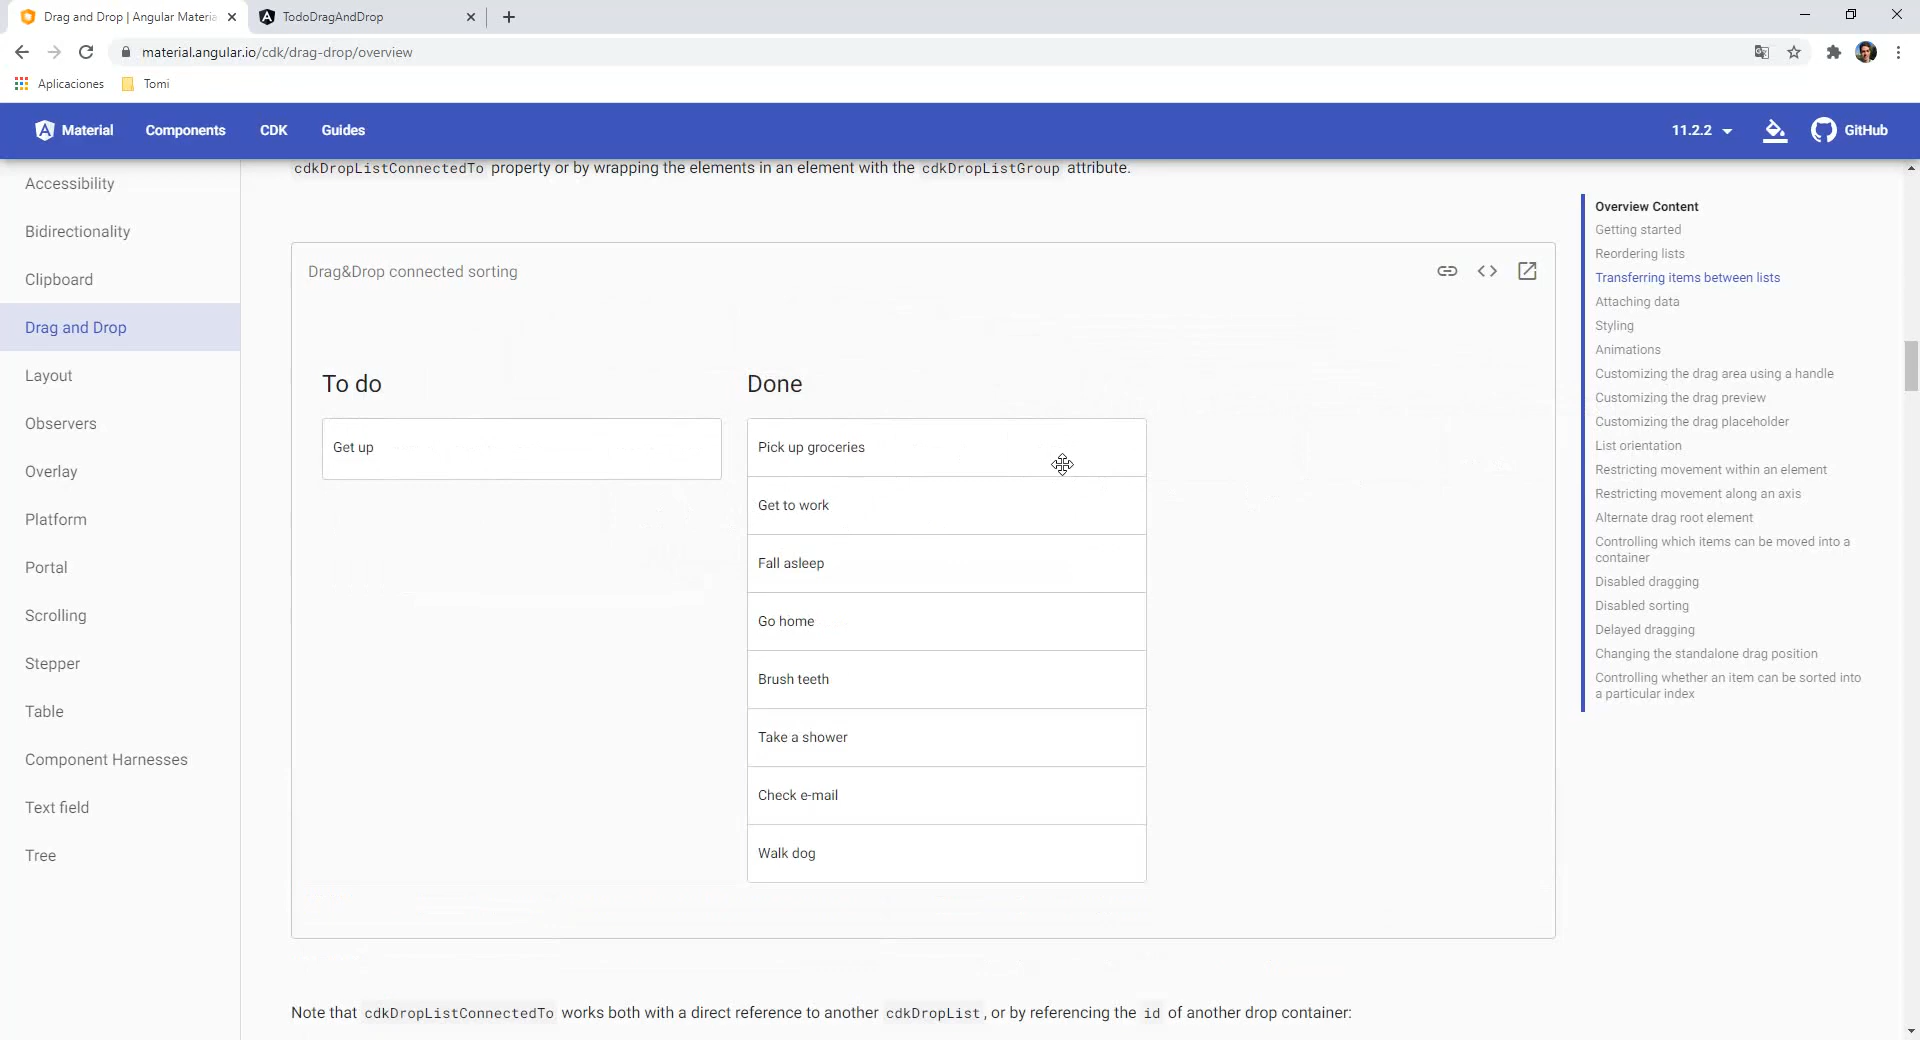 Drag and Drop | Angular Materia
TodoDragAndDrop
material.angular.io/cdk/drag-drop/overview
Aplicaciones
Tomi
Material
Components
CDK
Guides
11.2.2
GitHub
Accessibility
Bidirectionality
Clipboard
Drag and Drop
Layout
Observers
Overlay
Platform
Portal
Scrolling
Stepper
Table
Component Harnesses
Text field
Tree
cdkDropListConnectedTo property or by wrapping the elements in an element with the cdkDropListGroup attribute.
Drag&Drop connected sorting
To do
Get up
Done
Pick up groceries
Get to work
Fall asleep
Go home
Brush teeth
Take a shower
Check e-mail
Walk dog
Note that cdkDropListConnectedTo works both with a direct reference to another cdkDropList, or by referencing the id of another drop container:
Overview Content
Getting started
Reordering lists
Transferring items between lists
Attaching data
Styling
Animations
Customizing the drag area using a handle
Customizing the drag preview
Customizing the drag placeholder
List orientation
Restricting movement within an element
Restricting movement along an axis
Alternate drag root element
Controlling which items can be moved into a
container
Disabled dragging
Disabled sorting
Delayed dragging
Changing the standalone drag position
Controlling whether an item can be sorted into
a particular index